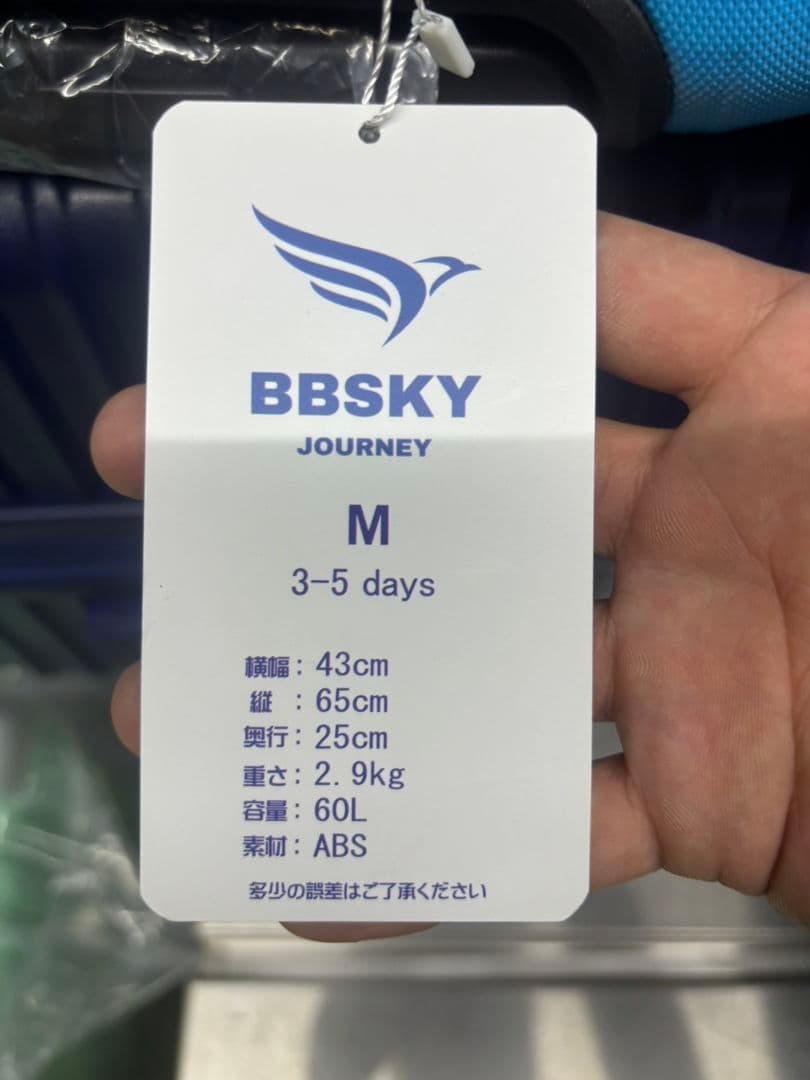 BBSKY
JOURNEY
M
3-5 days
横幅: 43cm
縦 : 65cm
奥行: 25cm
重さ: 2.9kg
容量: 60L
素材: ABS
多少の誤差はご了承ください